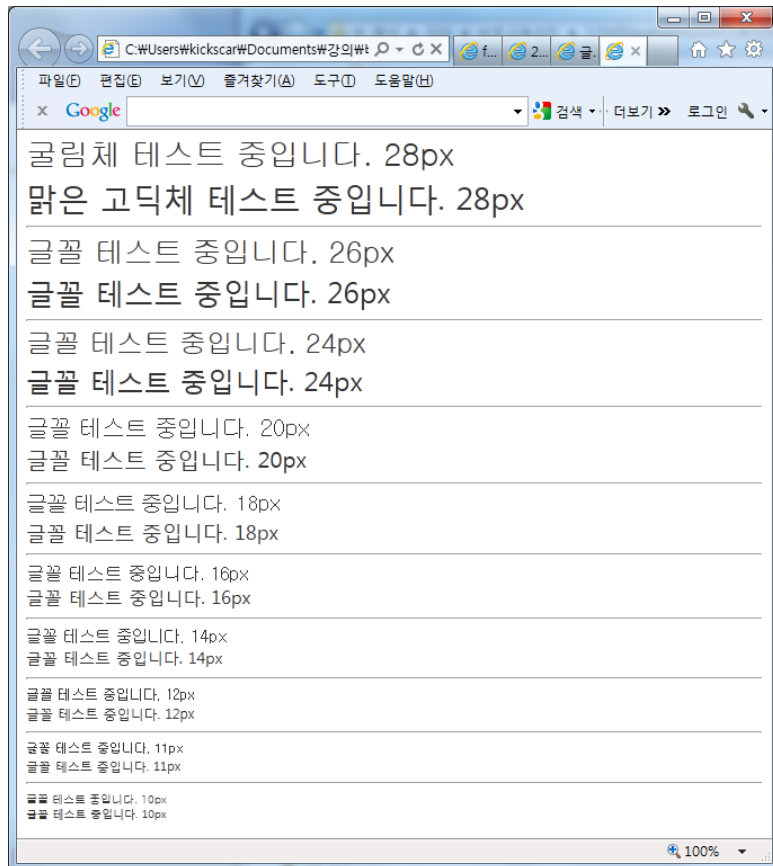 C:₩Users₩kickscar₩Documents₩강의₩
f...
2...
글.
파일(F) 편집(E) 보기(V) 즐겨찾기(A) 도구(T) 도움말(H)
x Google 검색 더보기 » 로그인
굴림체 테스트 중입니다. 28px
맑은 고딕체 테스트 중입니다. 28px
글꼴 테스트 중입니다. 26px
글꼴 테스트 중입니다. 26px
글꼴 테스트 중입니다. 24px
글꼴 테스트 중입니다. 24px
글꼴 테스트 중입니다. 20px
글꼴 테스트 중입니다. 20px
글꼴 테스트 중입니다. 18px
글꼴 테스트 중입니다. 18px
글꼴 테스트 중입니다. 16px
글꼴 테스트 중입니다. 16px
글꼴 테스트 중입니다. 14px
글꼴 테스트 중입니다. 14px
글꼴 테스트 중입니다. 12px
글꼴 테스트 중입니다. 12px
글꼴 테스트 중입니다. 11px
글꼴 테스트 중입니다. 11px
글꼴 테스트 중입니다. 10px
글꼴 테스트 중입니다. 10px
100%